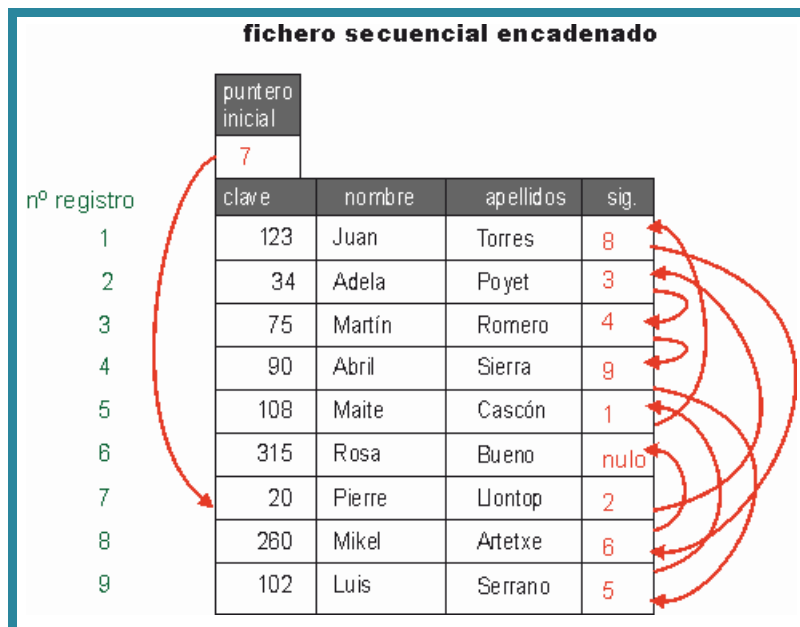 fichero secuencial encadenado
puntero
inicial
7
nº registro clave nombre apellidos sig.
1 123 Juan Torres 8
2 34 Adela Poyet 3
3 75 Martín Romero 4
4 90 Abril Sierra 9
5 108 Maite Cascón 1
6 315 Rosa Bueno nulo
7 20 Pierre Llontop 2
8 260 Mikel Artetxe 6
9 102 Luis Serrano 5